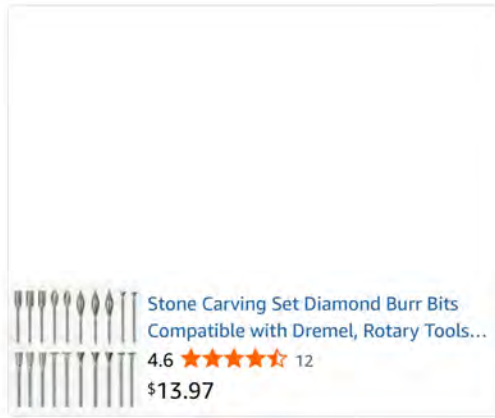 Stone Carving Set Diamond Burr Bits
Compatible with Dremel, Rotary Tools...
4.6 12
$13.97